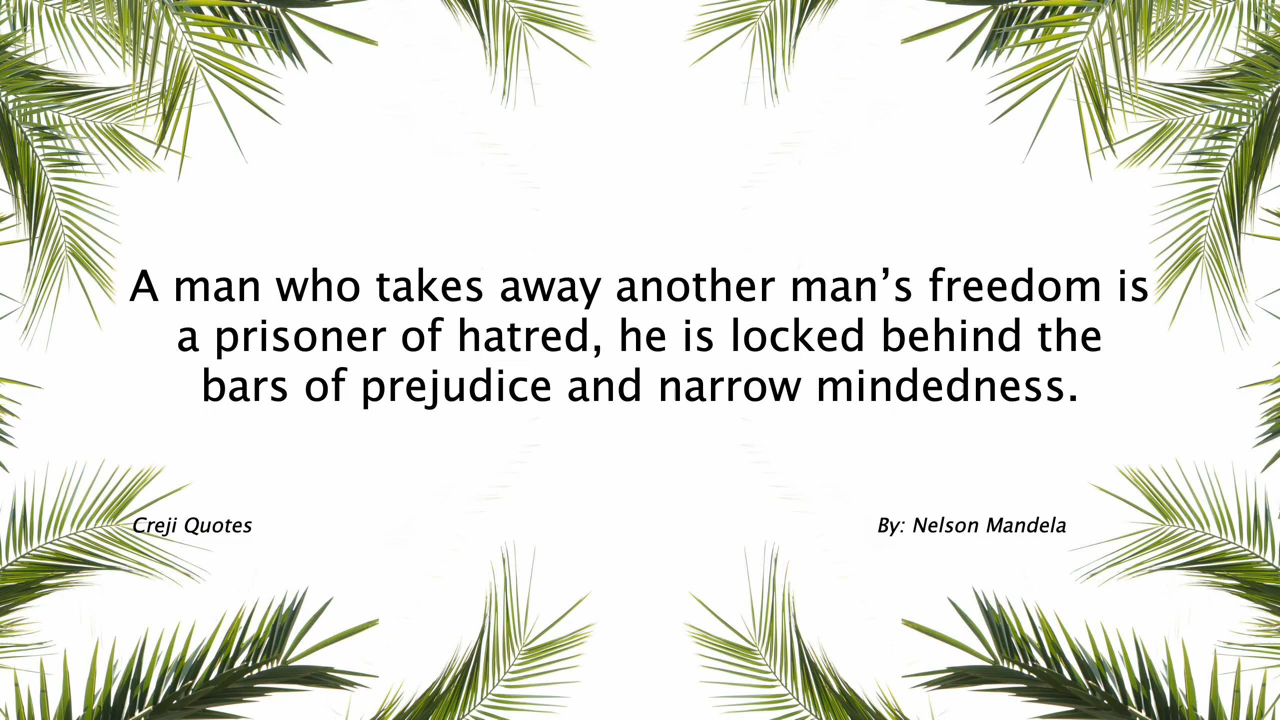 A man who takes away another man’s freedom is
a prisoner of hatred, he is locked behind the
bars of prejudice and narrow mindedness.
Creji Quotes
By: Nelson Mandela